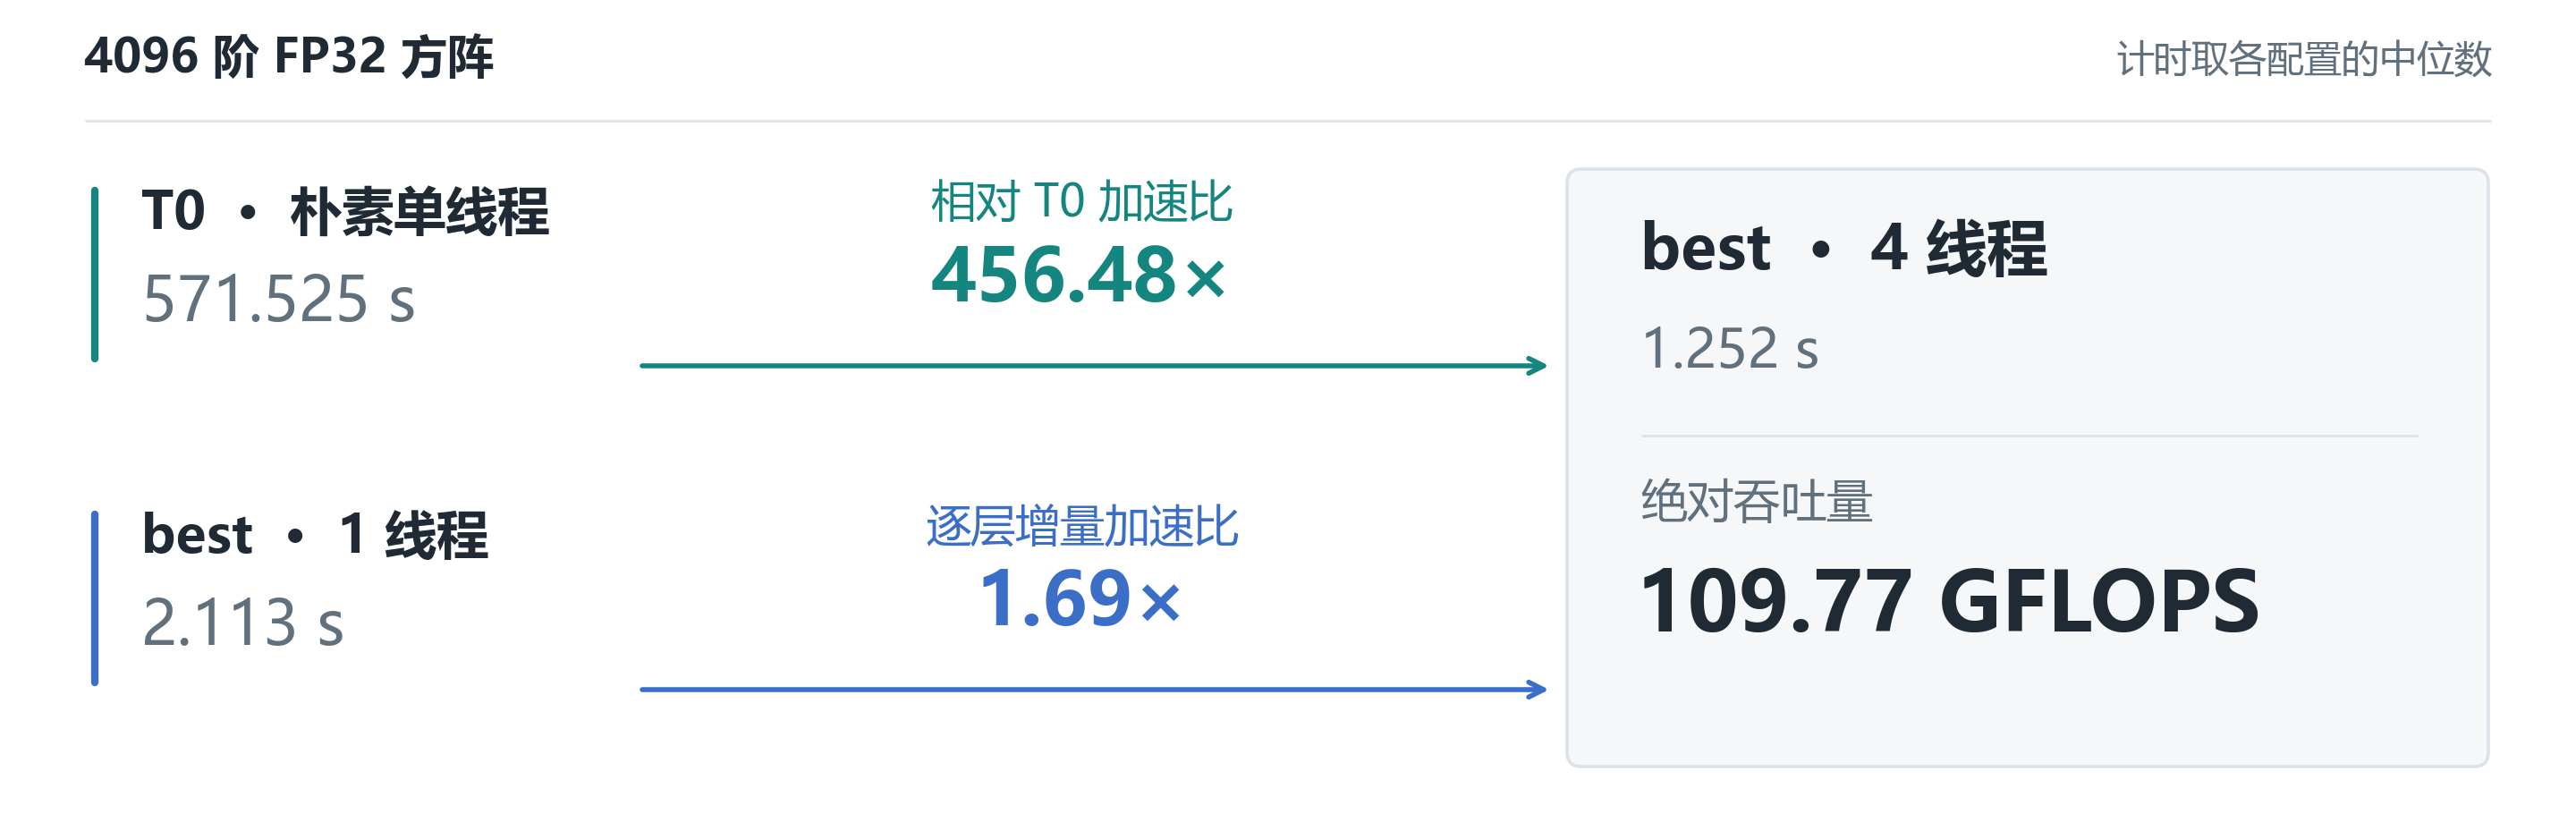 4096 阶 FP32 方阵
计时取各配置的中位数
T0 · 朴素单线程
571.525 s
相对 T0 加速比
456.48×
best · 1 线程
2.113 s
逐层增量加速比
1.69×
best · 4 线程
1.252 s
绝对吞吐量
109.77 GFLOPS